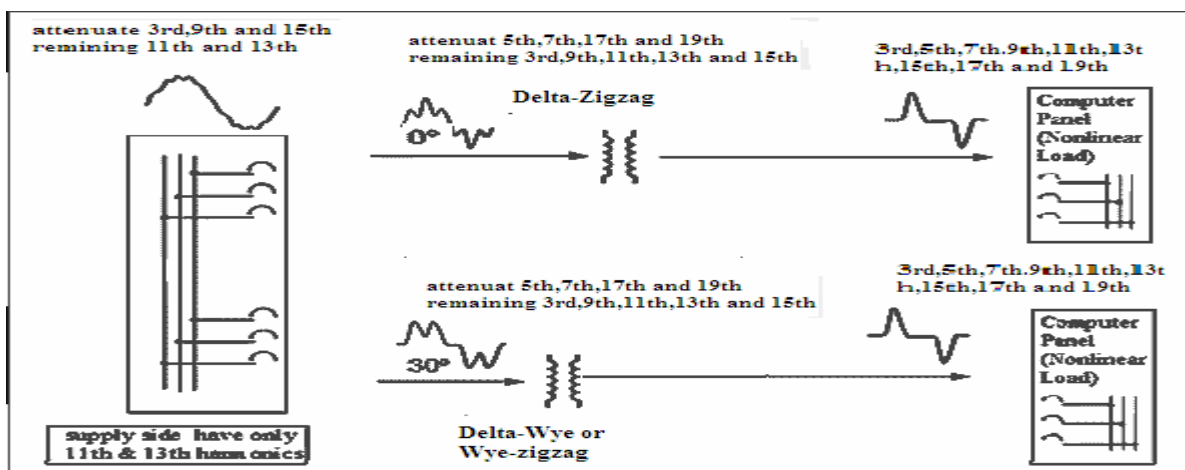 attenuate 3rd,9th and 15th
remining 11th and 13th
attenuat 5th,7th,17th and 19th
remaining 3rd,9th,11th,13th and 15th
3rd,5th,7th.9th,11th,13t
h,15th,17th and 19th
Delta-Zigzag
0°
Computer
Panel
(Nonlinear
Load)
attenuat 5th,7th,17th and 19th
remaining 3rd,9th,11th,13th and 15th
3rd,5th,7th.9th,11th,13t
h,15th,17th and 19th
30°
Computer
Panel
(Nonlinear
Load)
Delta-Wye or
Wye-zigzag
supply side have only
11th & 13th harmonics